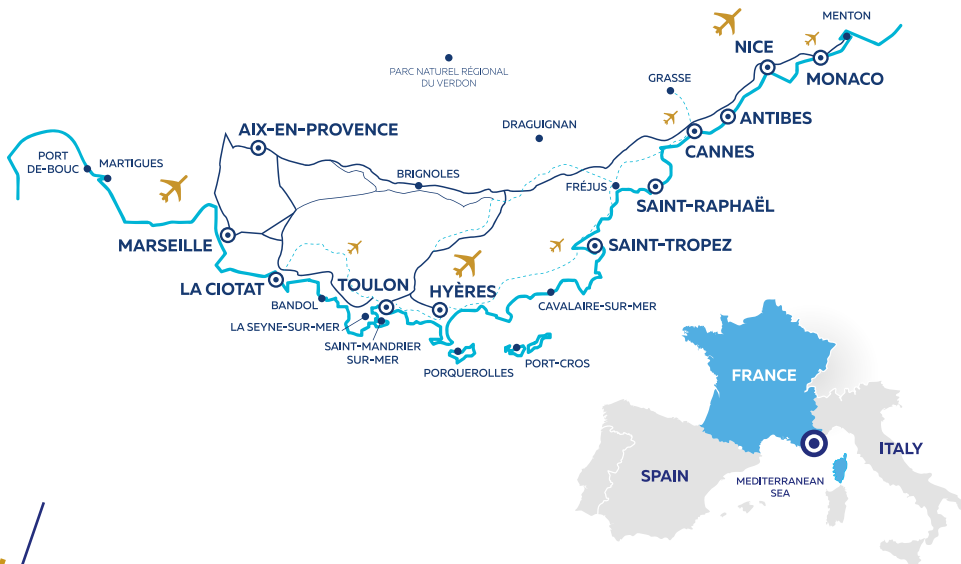 MENTON
NICE
MONACO
PARC NATUREL RÉGIONAL
DU VERDON
GRASSE
ANTIBES
DRAGUIGNAN
AIX-EN-PROVENCE
CANNES
PORT
DE-BOUC
MARTIGUES
BRIGNOLES
FRÉJUS
SAINT-RAPHAËL
MARSEILLE
SAINT-TROPEZ
LA CIOTAT
TOULON
HYÈRES
BANDOL
CAVALAIRE-SUR-MER
LA SEYNE-SUR-MER
SAINT-MANDRIER
SUR-MER
PORQUEROLLES
PORT-CROS
FRANCE
SPAIN
ITALY
MEDITERRANEAN
SEA